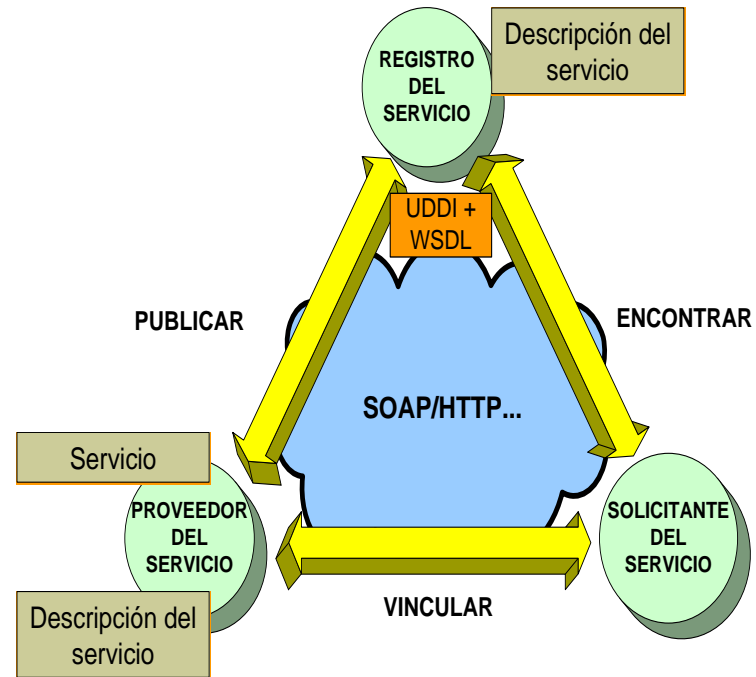 Descripción del
servicio
REGISTRO
DEL
SERVICIO
UDDI +
WSDL
PUBLICAR
ENCONTRAR
SOAP/HTTP...
Servicio
PROVEEDOR
DEL
SERVICIO
SOLICITANTE
DEL
SERVICIO
VINCULAR
Descripción del
servicio